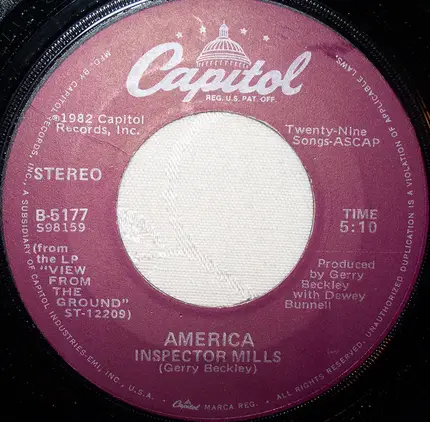 Capitol
REG. U.S. PAT. OFF.
MFG. BY CAPITOL RECORDS, INC., A SUBSIDIARY OF CAPITOL INDUSTRIES-EMI, INC., U.S.A.
℗1982 Capitol
Records, Inc.
Twenty-Nine
Songs-ASCAP
STEREO
B-5177
S98159
TIME
5:10
(from
the LP
"VIEW
FROM
THE
GROUND"
ST-12209)
Produced
by Gerry
Beckley
with Dewey
Bunnell
AMERICA
INSPECTOR MILLS
(Gerry Beckley)
Capitol MARCA REG.
ALL RIGHTS RESERVED. UNAUTHORIZED DUPLICATION IS A VIOLATION OF APPLICABLE LAWS.